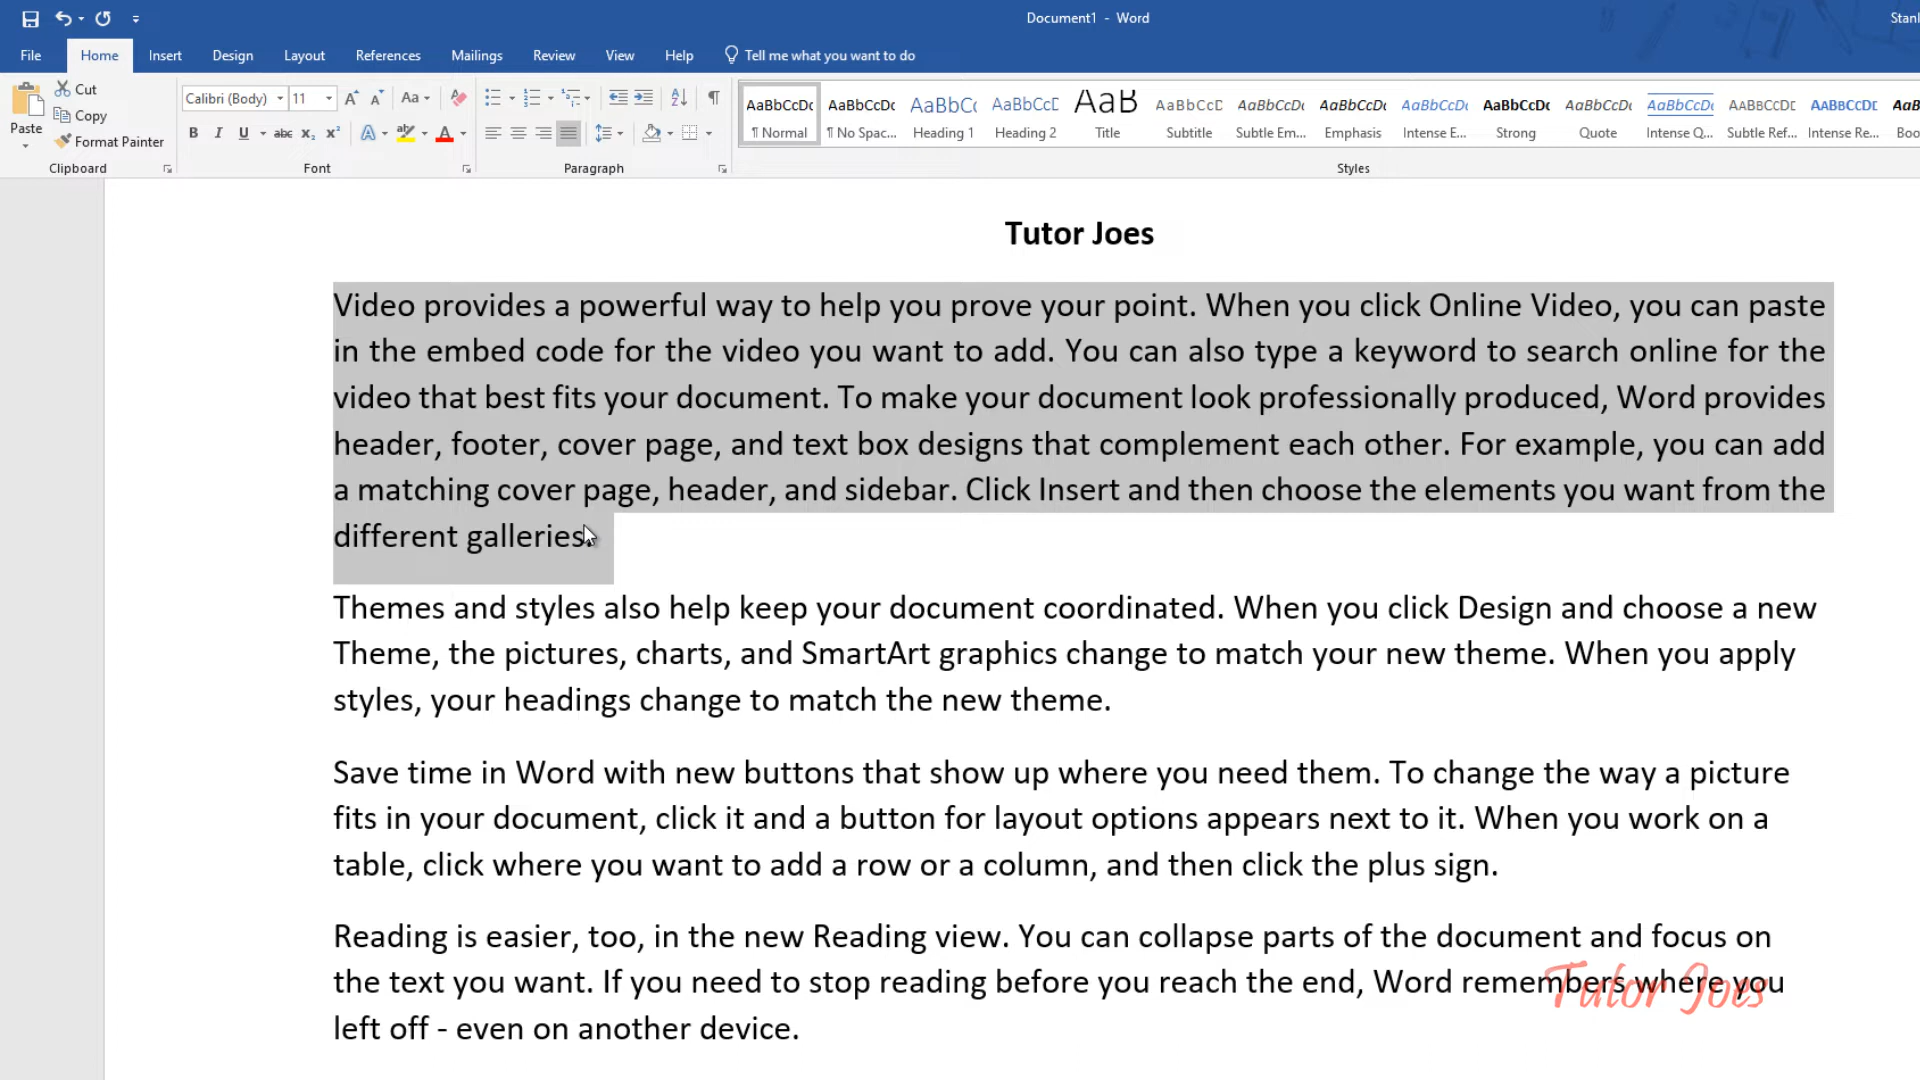 Document1 - Word
Stanl
File Home Insert Design Layout References Mailings Review View Help Tell me what you want to do
Paste
Cut
Copy
Format Painter
Clipboard
Calibri (Body) 11 Aa
B I U abc x₂ x² A A
Font
Paragraph
AaBbCcDc AaBbCcDc AaBbCc AaBbCcE AaB AaBbCcD AaBbCcDc AaBbCcDc AaBbCcDc AaBbCcDc AaBbCcDc AaBbCcDc AABBCCDE AABBCCDE
¶ Normal ¶ No Spac... Heading 1 Heading 2 Title Subtitle Subtle Em... Emphasis Intense E... Strong Quote Intense Q... Subtle Ref... Intense Re... Boo
Styles
Tutor Joes
Video provides a powerful way to help you prove your point. When you click Online Video, you can paste
in the embed code for the video you want to add. You can also type a keyword to search online for the
video that best fits your document. To make your document look professionally produced, Word provides
header, footer, cover page, and text box designs that complement each other. For example, you can add
a matching cover page, header, and sidebar. Click Insert and then choose the elements you want from the
different galleries.
Themes and styles also help keep your document coordinated. When you click Design and choose a new
Theme, the pictures, charts, and SmartArt graphics change to match your new theme. When you apply
styles, your headings change to match the new theme.
Save time in Word with new buttons that show up where you need them. To change the way a picture
fits in your document, click it and a button for layout options appears next to it. When you work on a
table, click where you want to add a row or a column, and then click the plus sign.
Reading is easier, too, in the new Reading view. You can collapse parts of the document and focus on
the text you want. If you need to stop reading before you reach the end, Word remembers where you
left off - even on another device.
Tutor Joes